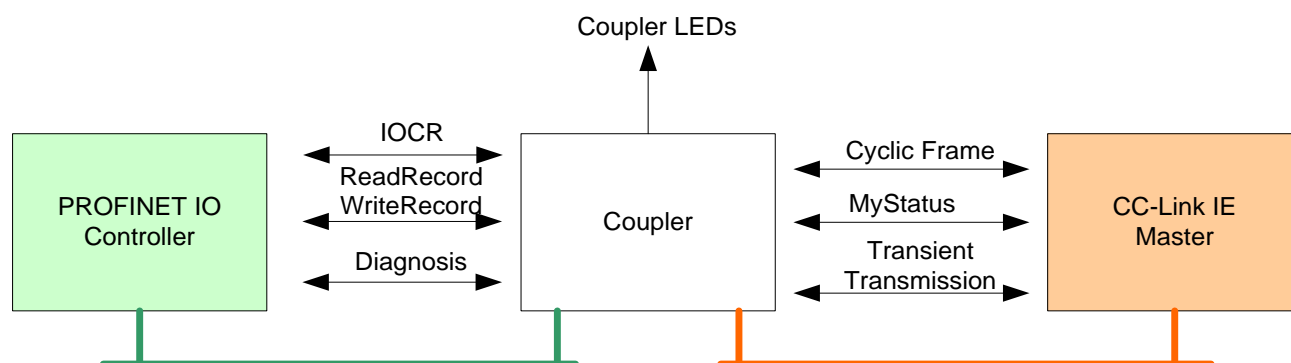 Coupler LEDs
IOCR
ReadRecord
WriteRecord
Diagnosis
PROFINET IO
Controller
Coupler
Cyclic Frame
MyStatus
Transient
Transmission
CC-Link IE
Master